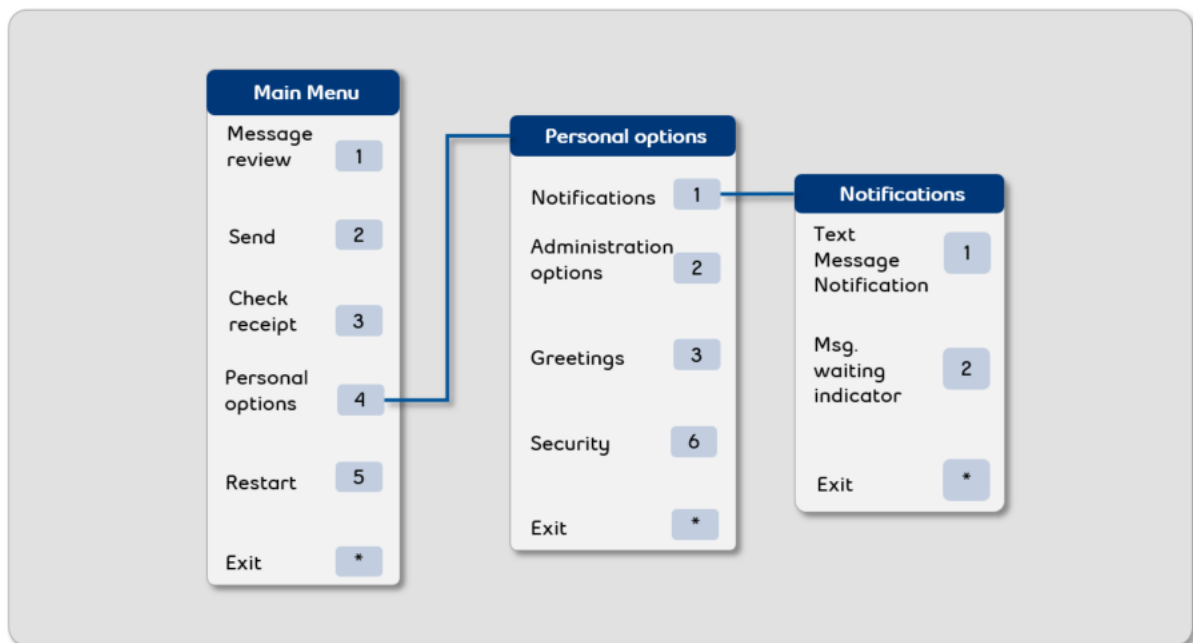 Main Menu
Message
review 1
Send 2
Check
receipt 3
Personal
options 4
Restart 5
Exit *
Personal options
Notifications 1
Administration
options 2
Greetings 3
Security 6
Exit *
Notifications
Text
Message 1
Notification
Msg.
waiting 2
indicator
Exit *